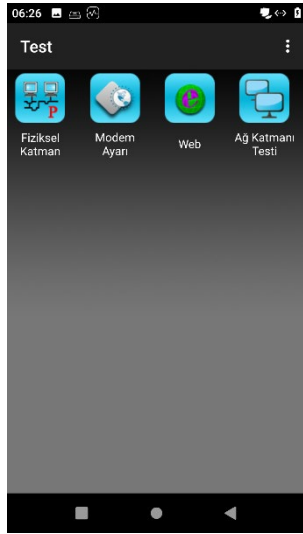 06:26
Test
P
Fiziksel
Katman
Modem
Ayarı
e
Web
Ağ Katmanı
Testi